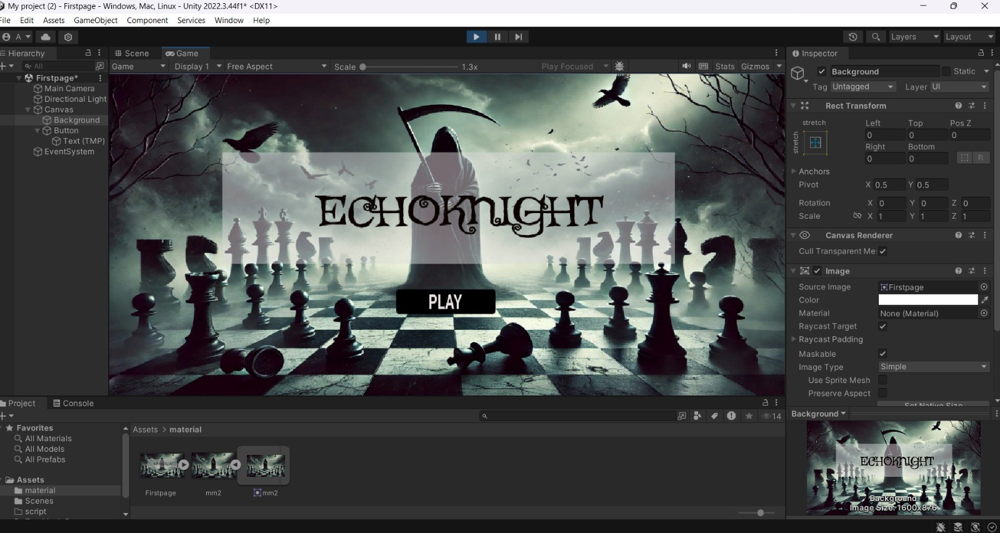 My project (2) - Firstpage - Windows, Mac, Linux - Unity 2022.3.44f1* <DX11>
File Edit Assets GameObject Component Services Window Help
A Layers Layout
Hierarchy Scene Game Inspector
All Game Display 1 Free Aspect Scale 1.3x Play Focused Stats Gizmos
Firstpage*
Main Camera
Directional Light
Canvas
Background
Button
Text (TMP)
EventSystem
ECHOKNIGHT
PLAY
Background Static
Tag Untagged Layer UI
Rect Transform
stretch Left Top Pos Z
stretch 0 0 0
Right Bottom
0 0 R
Anchors
Pivot X 0.5 Y 0.5
Rotation X 0 Y 0 Z 0
Scale X 1 Y 1 Z 1
Canvas Renderer
Cull Transparent Me:
Image
Source Image Firstpage
Color
Material None (Material)
Raycast Target
Raycast Padding
Maskable
Image Type Simple
Use Sprite Mesh
Preserve Aspect
Set Native Size
Project Console
14
Favorites
All Materials
All Models
All Prefabs
Assets
material
Scenes
script
Assets > material
Firstpage mm2 mm2
Background
ECHOKNIGHT
Background
Image Size: 1600x876